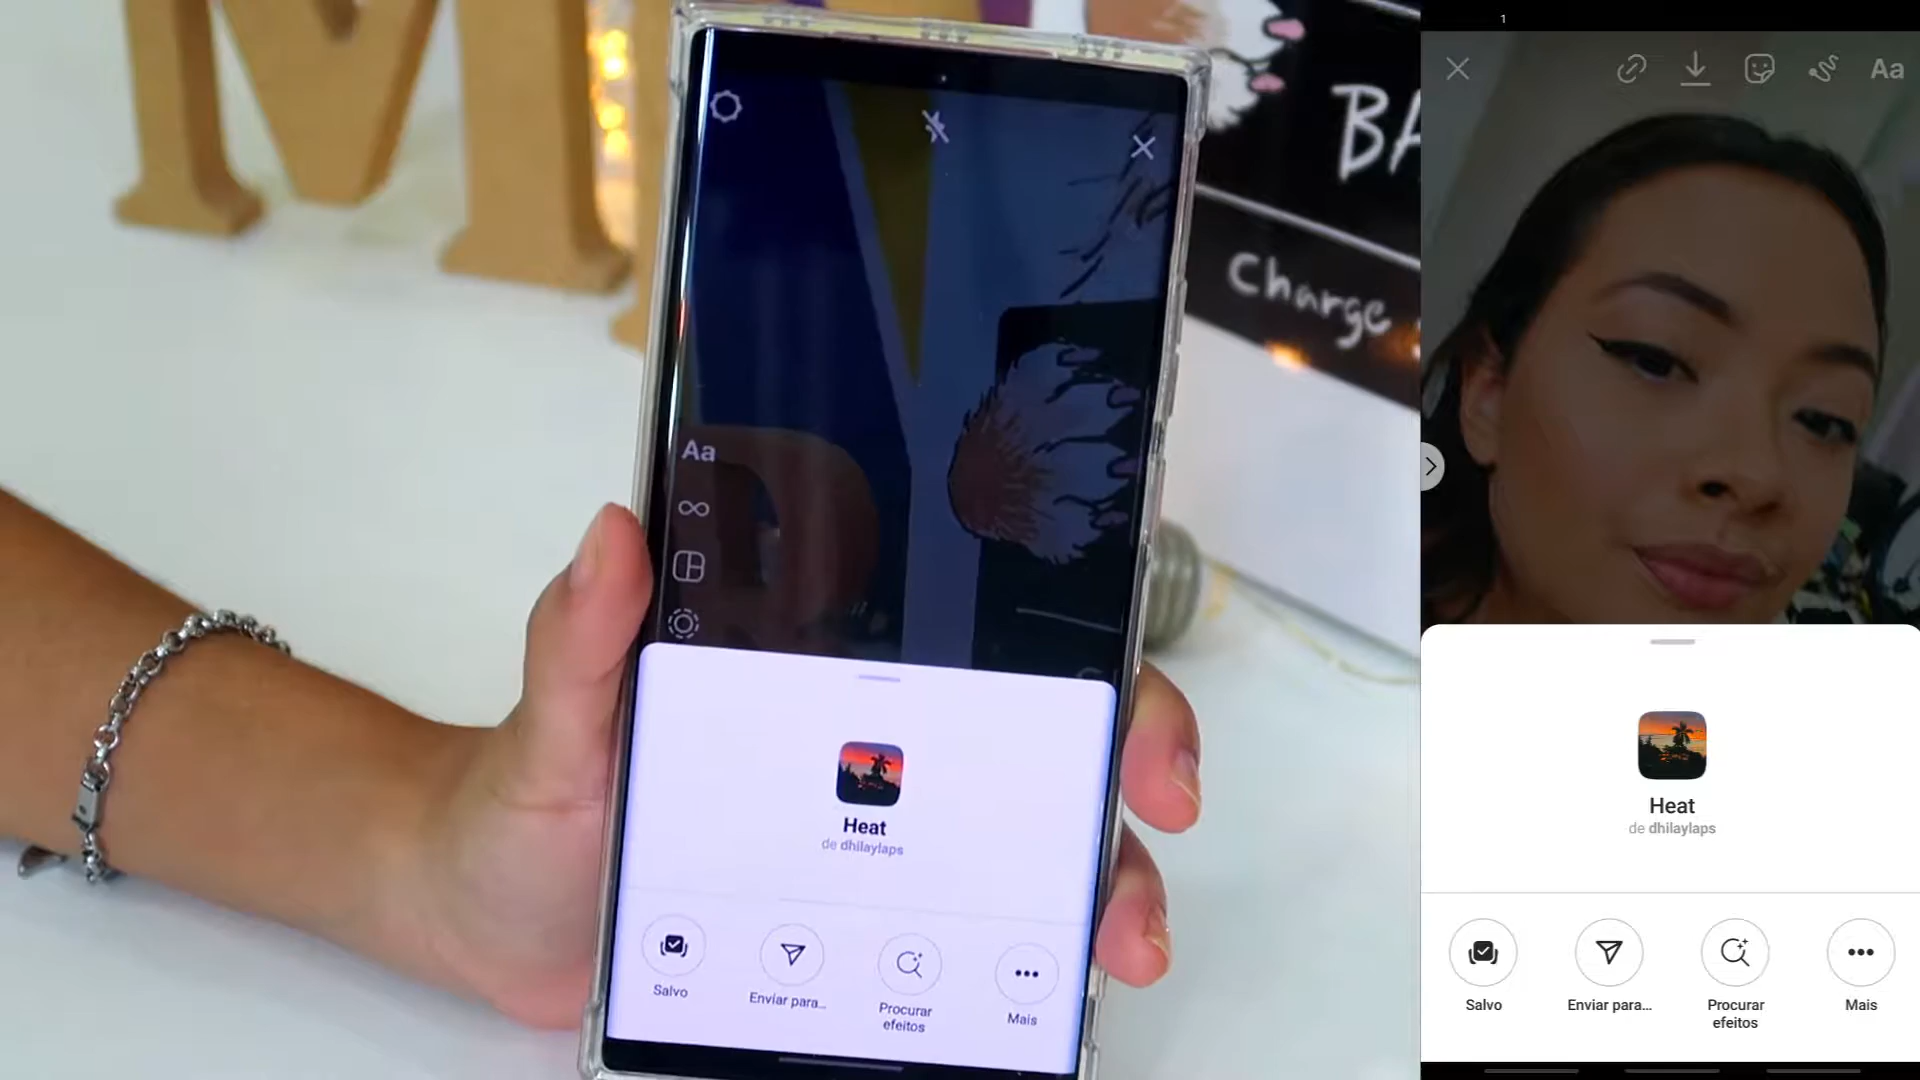 BA
Charge
Aa
Heat
de dhilaylaps
Salvo
Enviar para...
Procurar
efeitos
Mais
1
Aa
Heat
de dhilaylaps
Salvo
Enviar para...
Procurar
efeitos
Mais